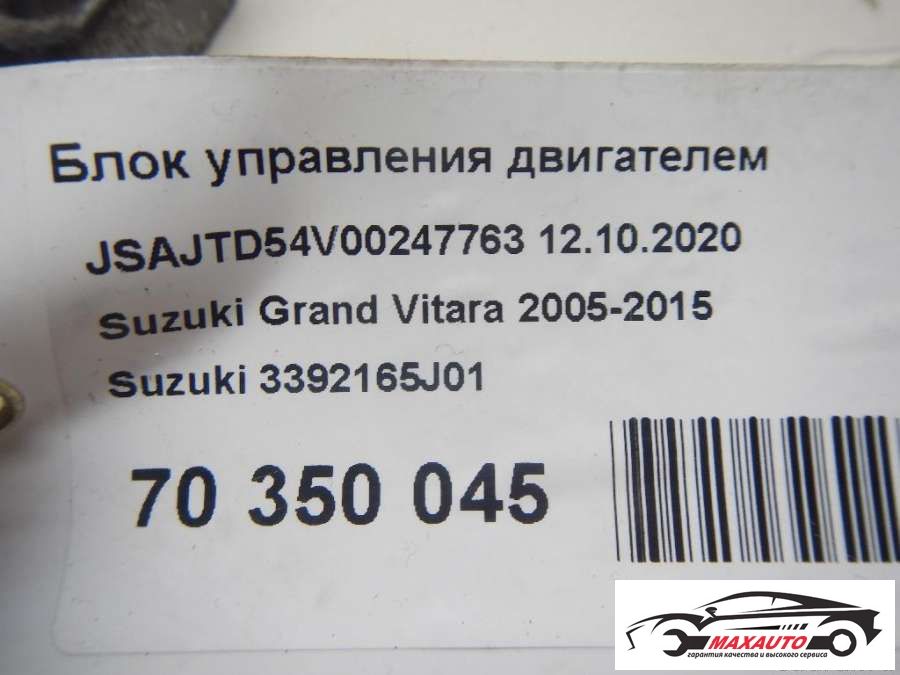 Блок управления двигателем
JSAJTD54V00247763 12.10.2020
Suzuki Grand Vitara 2005-2015
Suzuki 3392165J01
70 350 045
MAXAUTO
гарантия качества и высокого сервиса